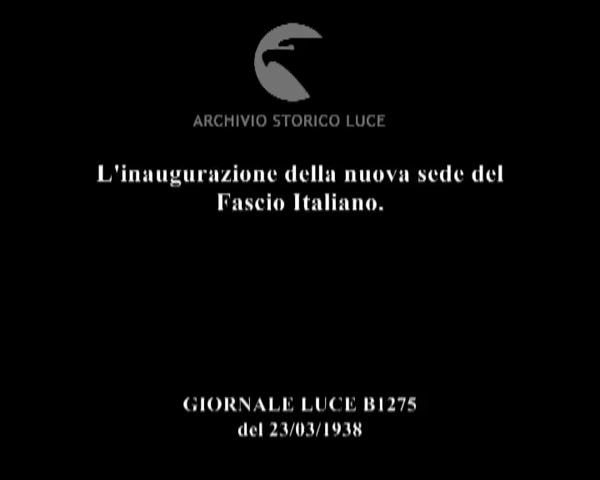 ARCHIVIO STORICO LUCE
L'inaugurazione della nuova sede del
Fascio Italiano.
GIORNALE LUCE B1275
del 23/03/1938